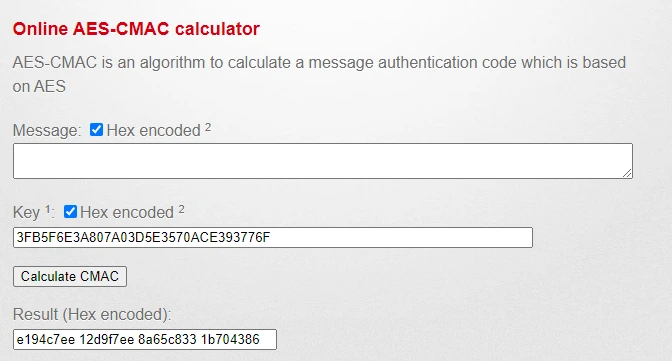 Online AES-CMAC calculator
AES-CMAC is an algorithm to calculate a message authentication code which is based
on AES
Message: Hex encoded 2
Key 1: Hex encoded 2
3FB5F6E3A807A03D5E3570ACE393776F
Calculate CMAC
Result (Hex encoded):
e194c7ee 12d9f7ee 8a65c833 1b704386